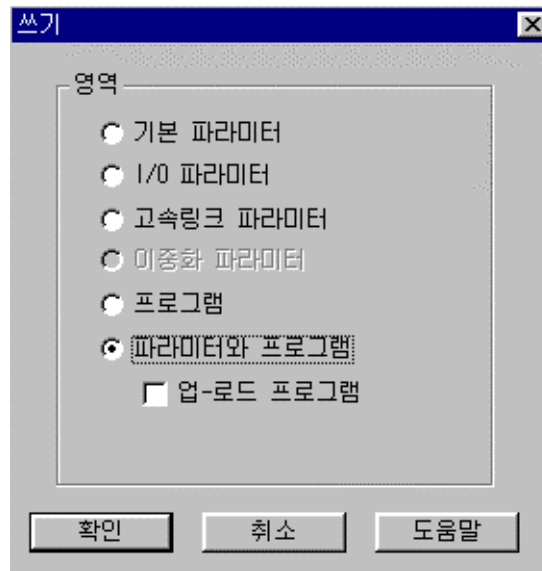 쓰기
영역
기본 파라미터
I/O 파라미터
고속링크 파라미터
이중화 파라미터
프로그램
파라미터와 프로그램
업-로드 프로그램
확인 취소 도움말